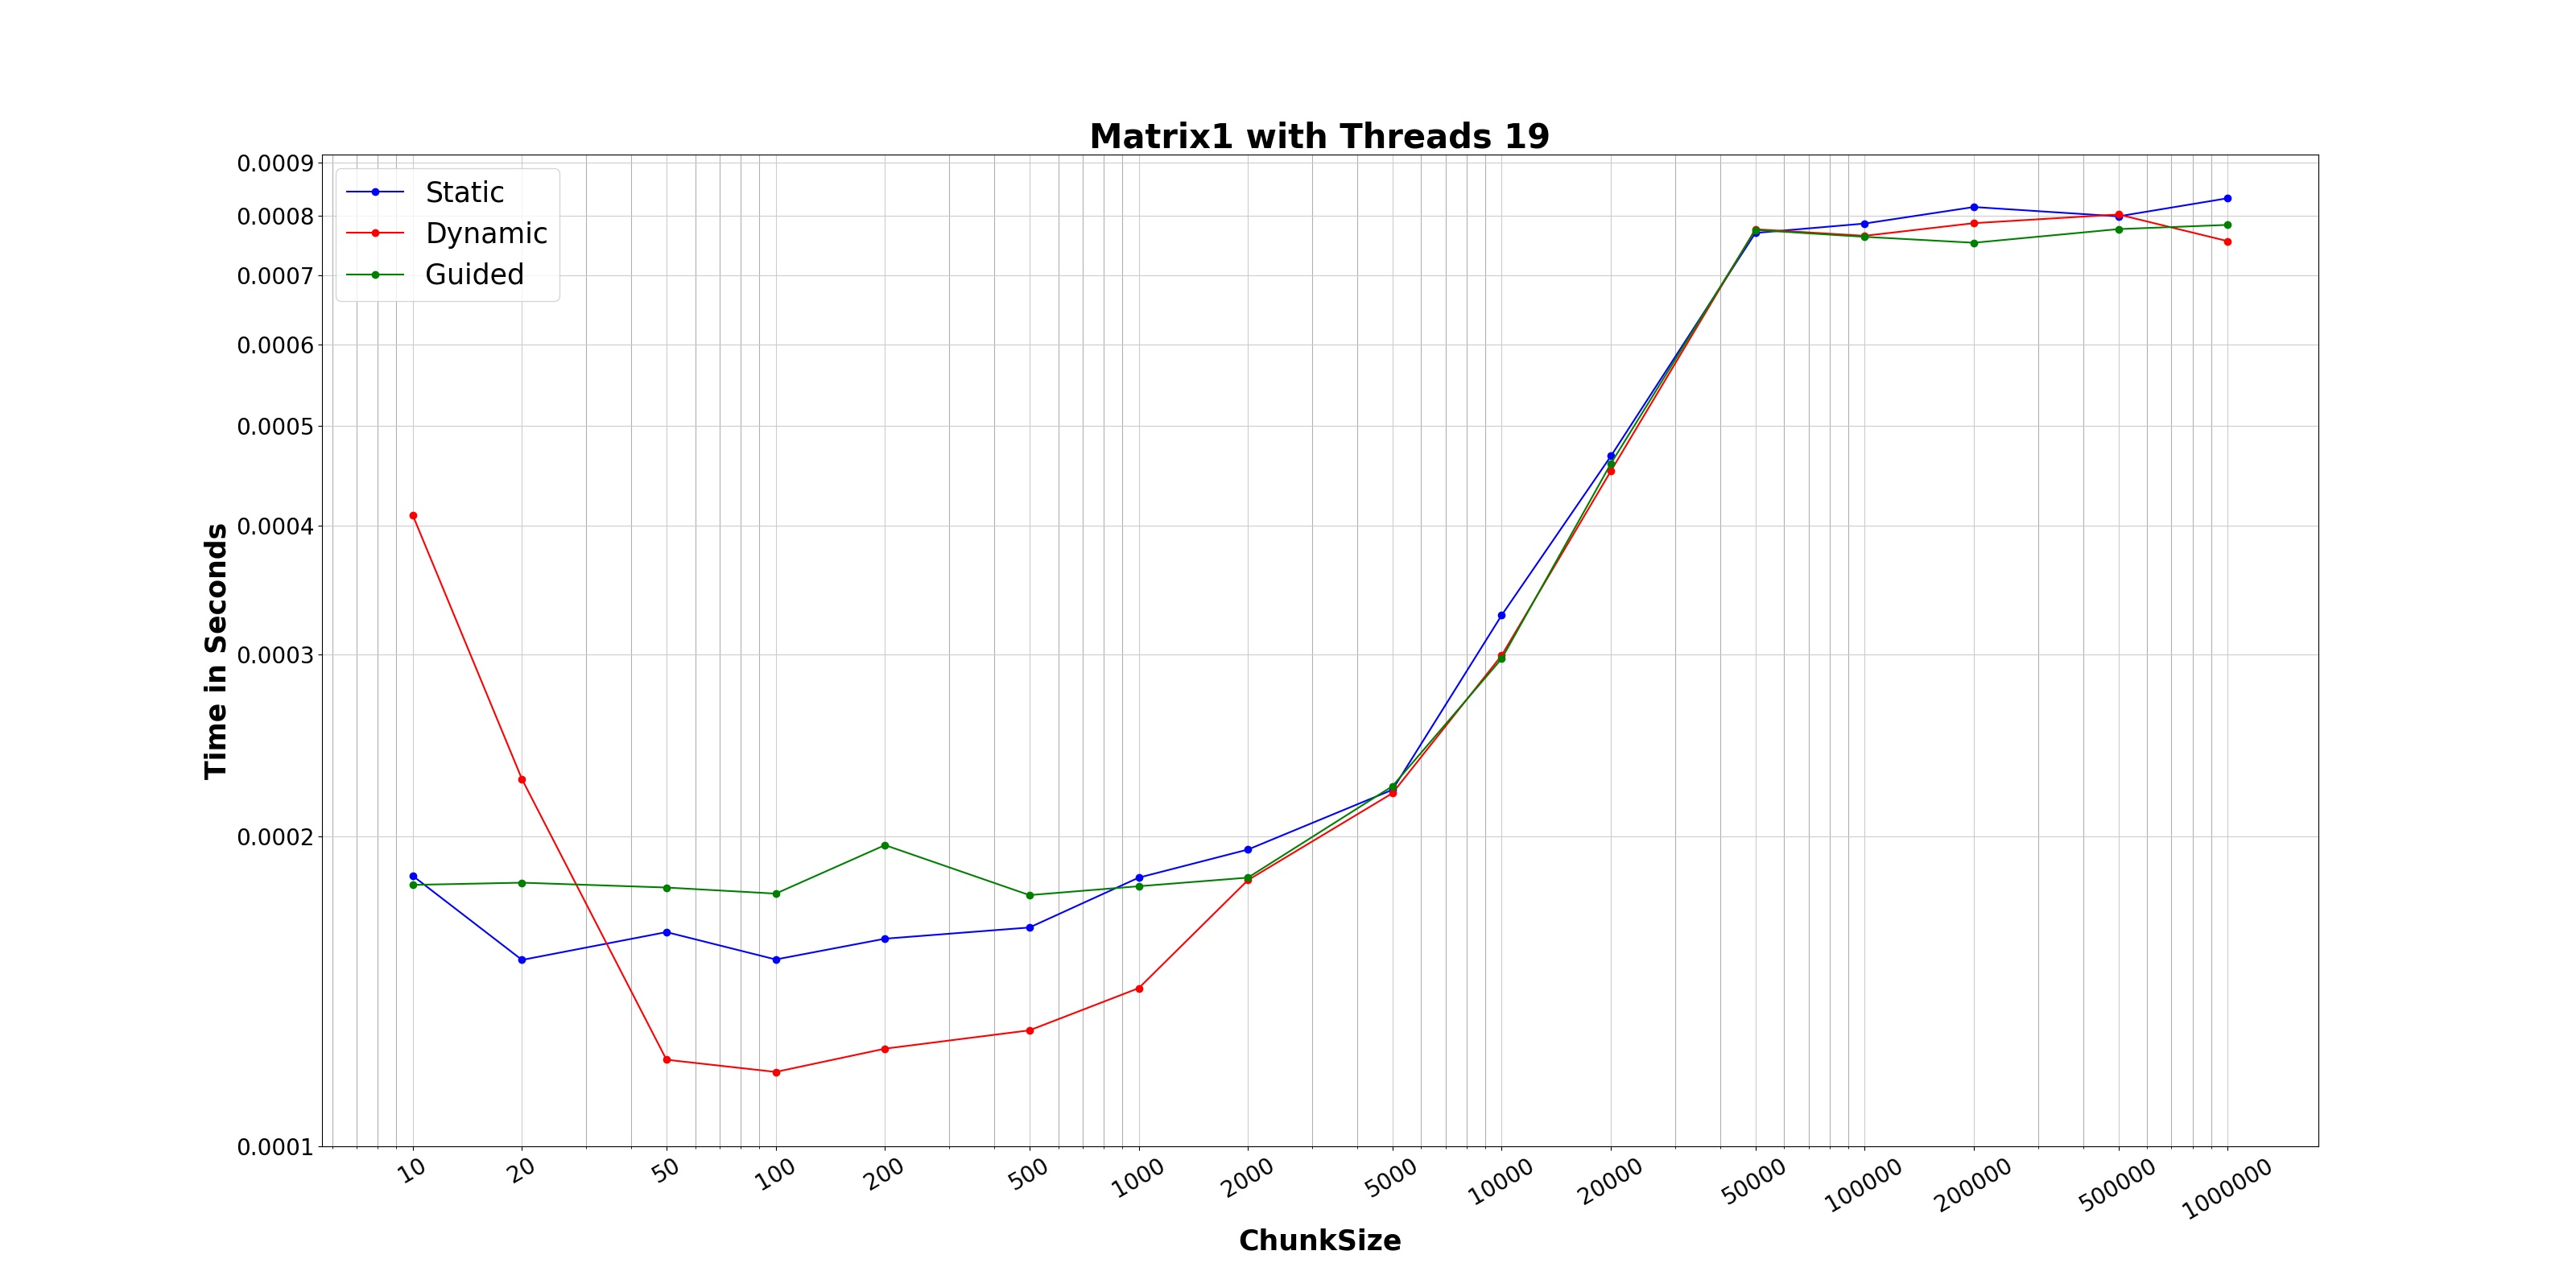 Matrix1 with Threads 19
0.0009
0.0008
0.0007
0.0006
0.0005
0.0004
0.0003
0.0002
0.0001
Static
Dynamic
Guided
Time in Seconds
10 20 50 100 200 500 1000 2000 5000 10000 20000 50000 100000 200000 500000 1000000
ChunkSize